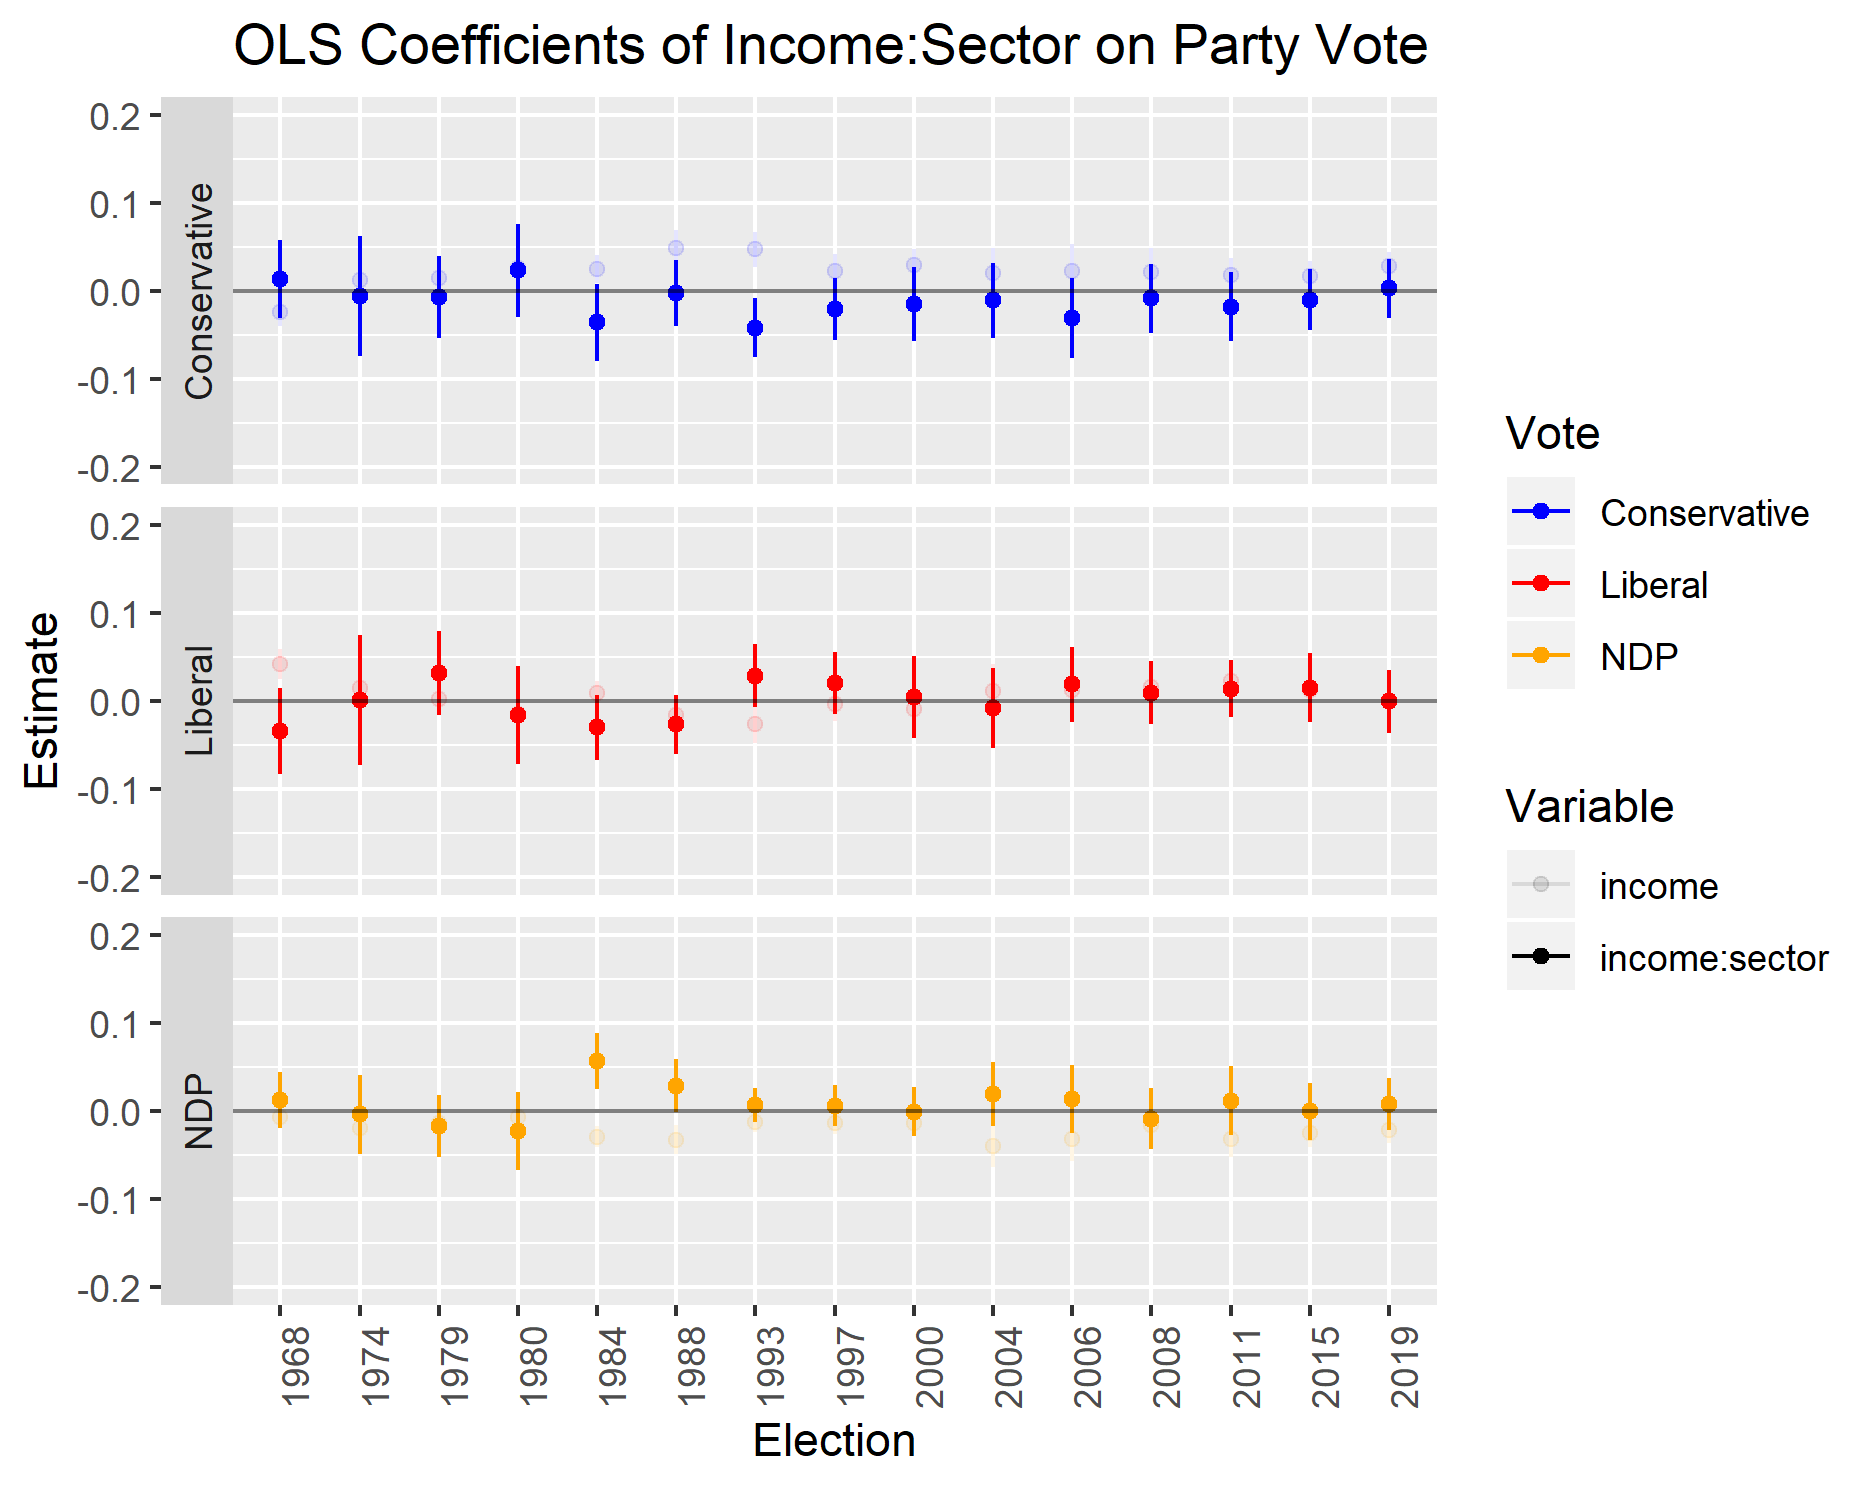 OLS Coefficients of Income:Sector on Party Vote
Estimate
Conservative
0.2
0.1
0.0
-0.1
-0.2
Liberal
0.2
0.1
0.0
-0.1
-0.2
NDP
0.2
0.1
0.0
-0.1
-0.2
1968
1974
1979
1980
1984
1988
1993
1997
2000
2004
2006
2008
2011
2015
2019
Election
Vote
Conservative
Liberal
NDP
Variable
income
income:sector